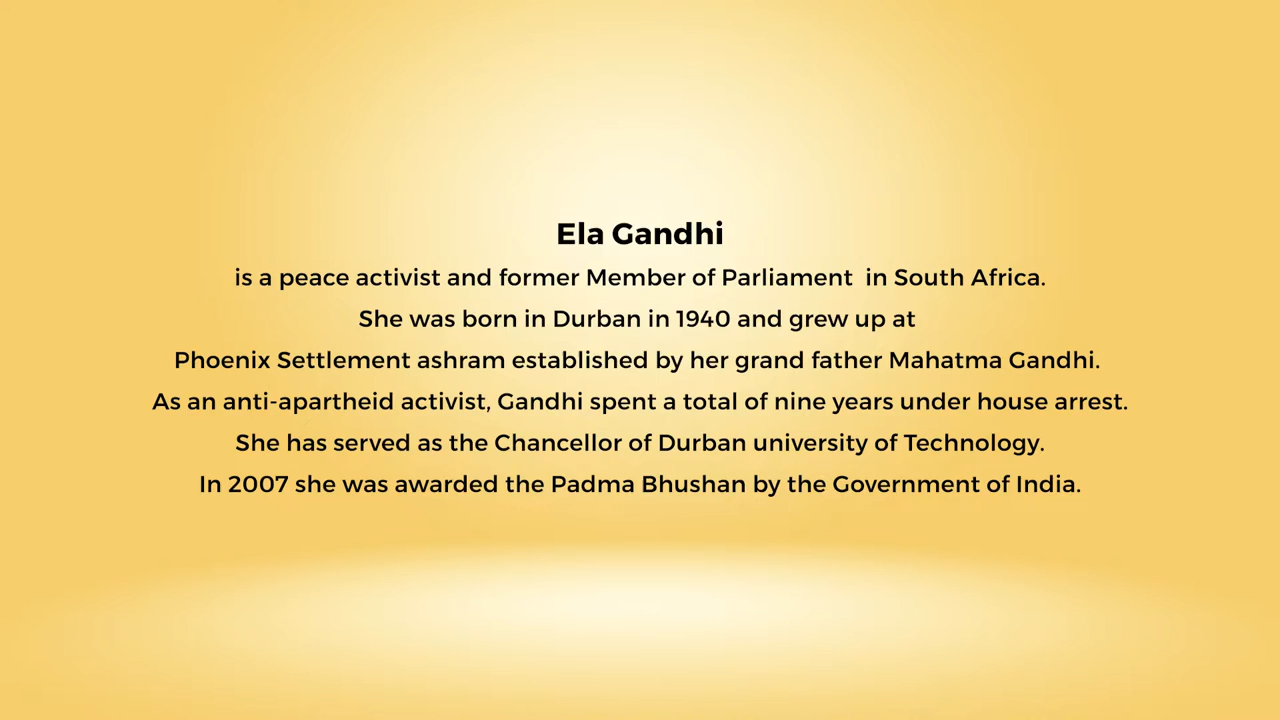 Ela Gandhi
is a peace activist and former Member of Parliament  in South Africa.
She was born in Durban in 1940 and grew up at
Phoenix Settlement ashram established by her grand father Mahatma Gandhi.
As an anti-apartheid activist, Gandhi spent a total of nine years under house arrest.
She has served as the Chancellor of Durban university of Technology.
In 2007 she was awarded the Padma Bhushan by the Government of India.